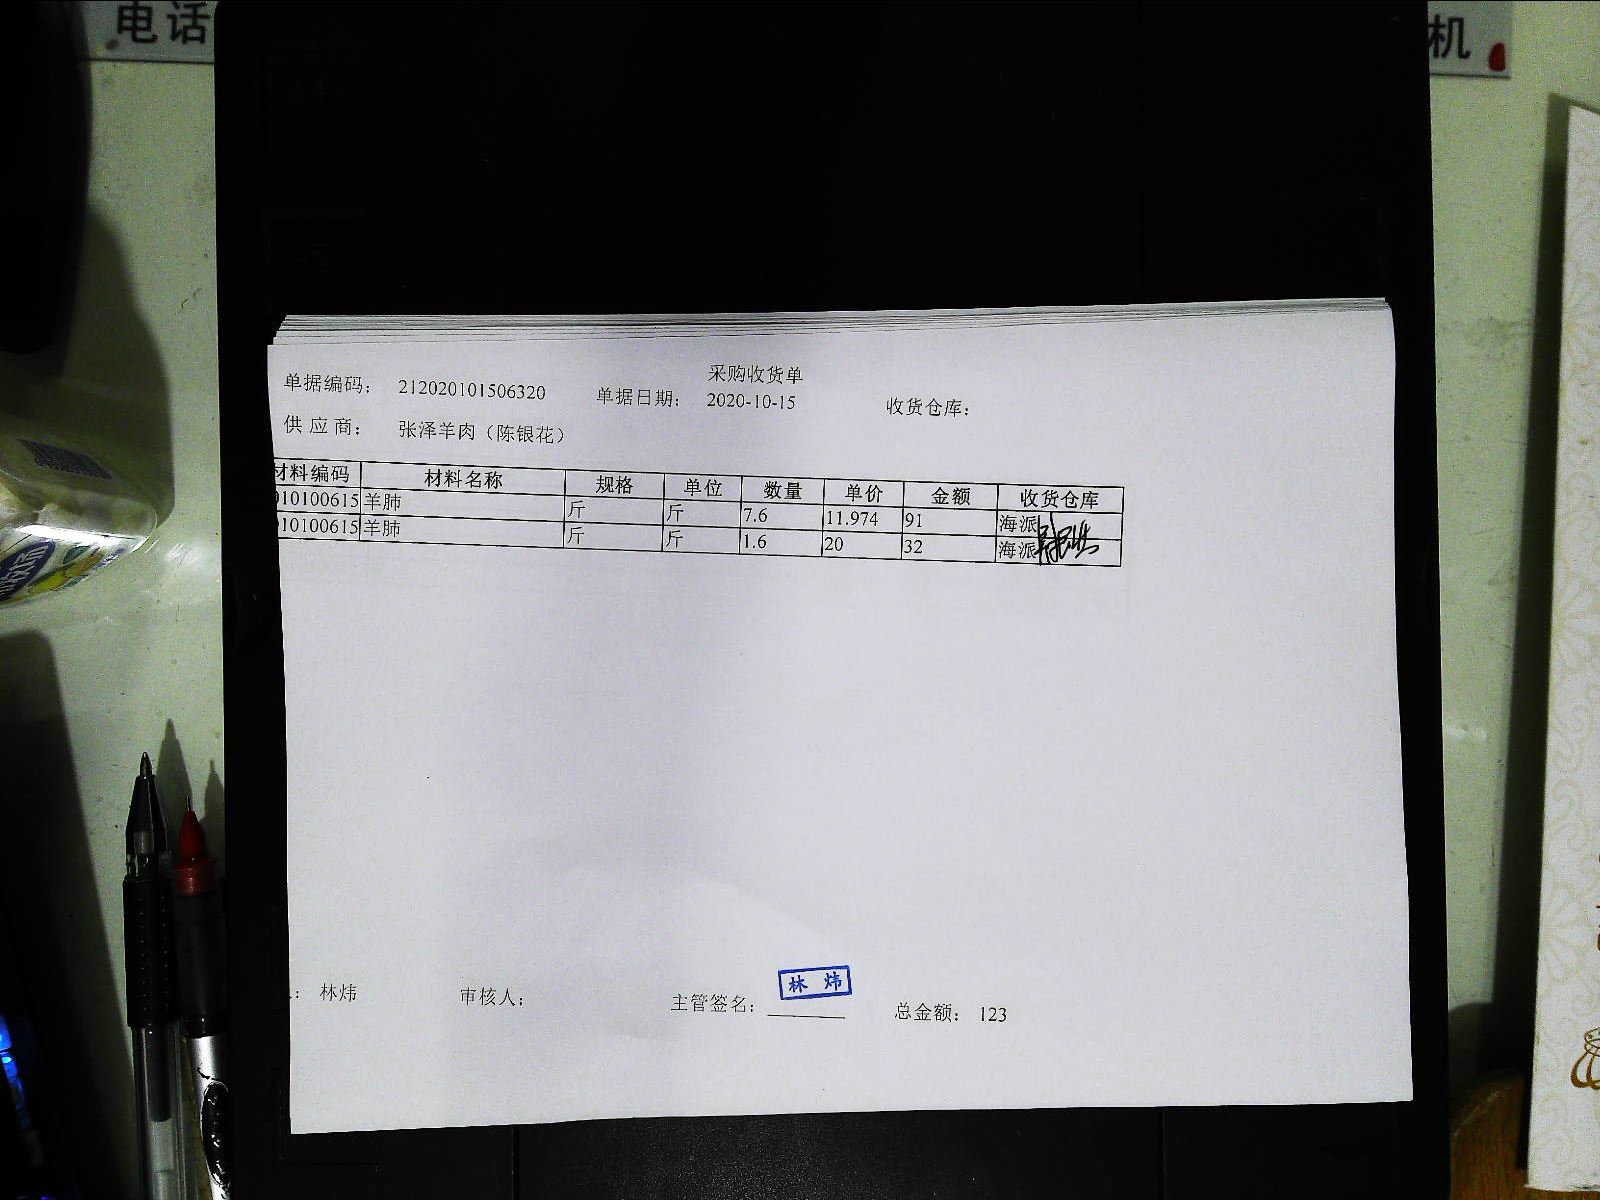 电话
机
采购收货单
单据编码： 212020101506320 单据日期： 2020-10-15 收货仓库：
供应商： 张泽羊肉（陈银花）
材料编码 材料名称 规格 单位 数量 单价 金额 收货仓库
010100615 羊肺 斤 斤 7.6 11.974 91 海派
010100615 羊肺 斤 斤 1.6 20 32 海派
林炜
：林炜 审核人： 主管签名： 总金额： 123